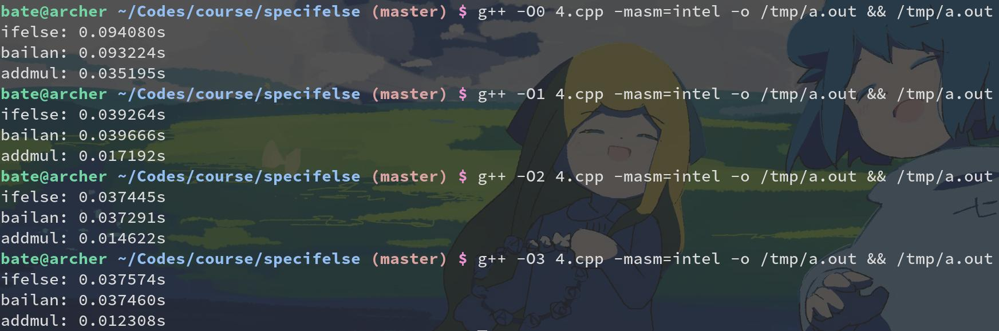 bate@archer ~/Codes/course/specifelse (master) $ g++ -O0 4.cpp -masm=intel -o /tmp/a.out && /tmp/a.out
ifelse: 0.094080s
bailan: 0.093224s
addmul: 0.035195s
bate@archer ~/Codes/course/specifelse (master) $ g++ -O1 4.cpp -masm=intel -o /tmp/a.out && /tmp/a.out
ifelse: 0.039264s
bailan: 0.039666s
addmul: 0.017192s
bate@archer ~/Codes/course/specifelse (master) $ g++ -O2 4.cpp -masm=intel -o /tmp/a.out && /tmp/a.out
ifelse: 0.037445s
bailan: 0.037291s
addmul: 0.014622s
bate@archer ~/Codes/course/specifelse (master) $ g++ -O3 4.cpp -masm=intel -o /tmp/a.out && /tmp/a.out
ifelse: 0.037574s
bailan: 0.037460s
addmul: 0.012308s